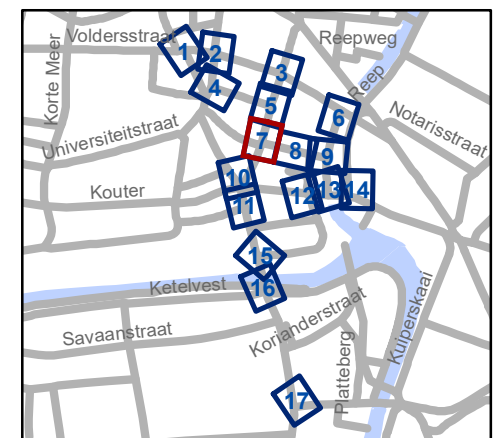 Voldersstraat
Reepweg
Korte Meer
1
2
3
4
Reep
5
6
Notarisstraat
Universiteitstraat
7
8
9
10
Kouter
11
12
13
14
15
Ketelvest
16
Korianderstraat
Kuiperskaai
Savaanstraat
Platteberg
17